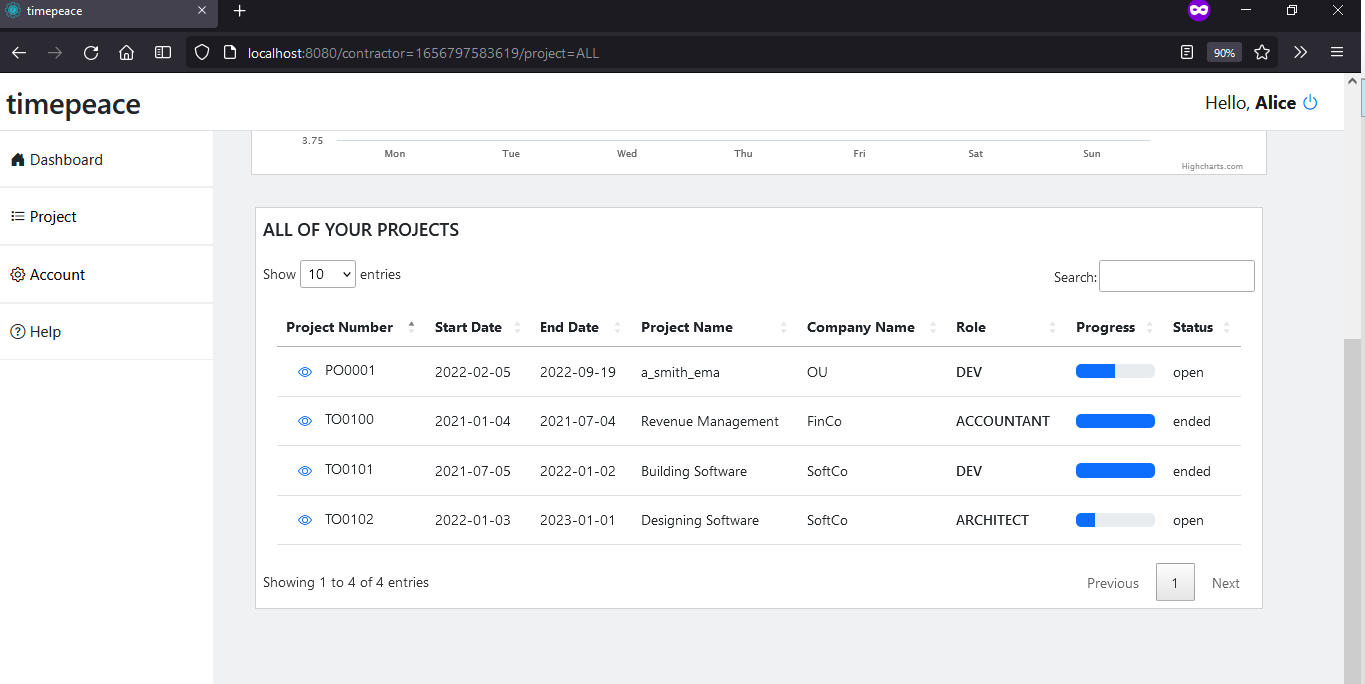 timepeace
localhost:8080/contractor=1656797583619/project=ALL
90%
timepeace
Hello, Alice
Dashboard
Project
Account
Help
3.75
Mon Tue Wed Thu Fri Sat Sun
Highcharts.com
ALL OF YOUR PROJECTS
Show 10 entries
Search:
Project Number Start Date End Date Project Name Company Name Role Progress Status
PO0001 2022-02-05 2022-09-19 a_smith_ema OU DEV open
TO0100 2021-01-04 2021-07-04 Revenue Management FinCo ACCOUNTANT ended
TO0101 2021-07-05 2022-01-02 Building Software SoftCo DEV ended
TO0102 2022-01-03 2023-01-01 Designing Software SoftCo ARCHITECT open
Showing 1 to 4 of 4 entries
Previous 1 Next